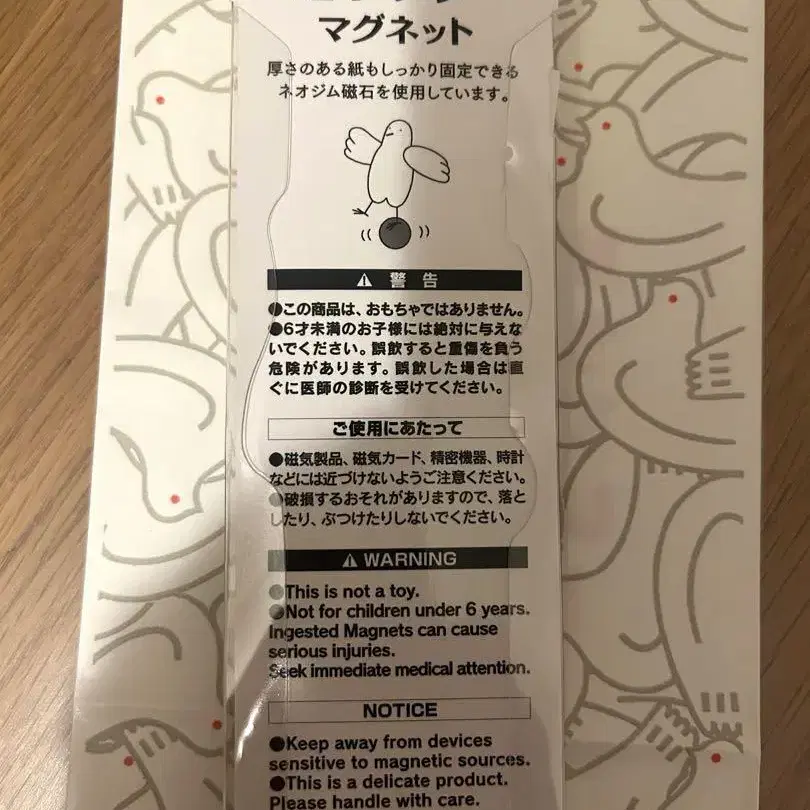 マグネット
厚さのある紙もしっかり固定できる
ネオジム磁石を使用しています。
⚠ 警告
●この商品は、おもちゃではありません。
●6才未満のお子様には絶対に与えな
いでください。誤飲すると重傷を負う
危険があります。誤飲した場合は直
ぐに医師の診断を受けてください。
ご使用にあたって
●磁気製品、磁気カード、精密機器、時計
などには近づけないようご注意ください。
●破損するおそれがありますので、落と
したり、ぶつけたりしないでください。
⚠ WARNING
●This is not a toy.
●Not for children under 6 years.
Ingested Magnets can cause
serious injuries.
Seek immediate medical attention.
NOTICE
●Keep away from devices
sensitive to magnetic sources.
●This is a delicate product.
Please handle with care.